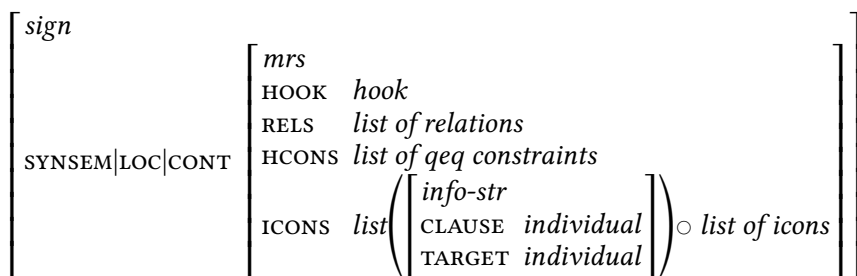 sign
mrs
HOOK hook
RELS list of relations
HCONS list of qeq constraints
SYNSEM|LOC|CONT
info-str
ICONS list( CLAUSE individual ) ○ list of icons
TARGET individual